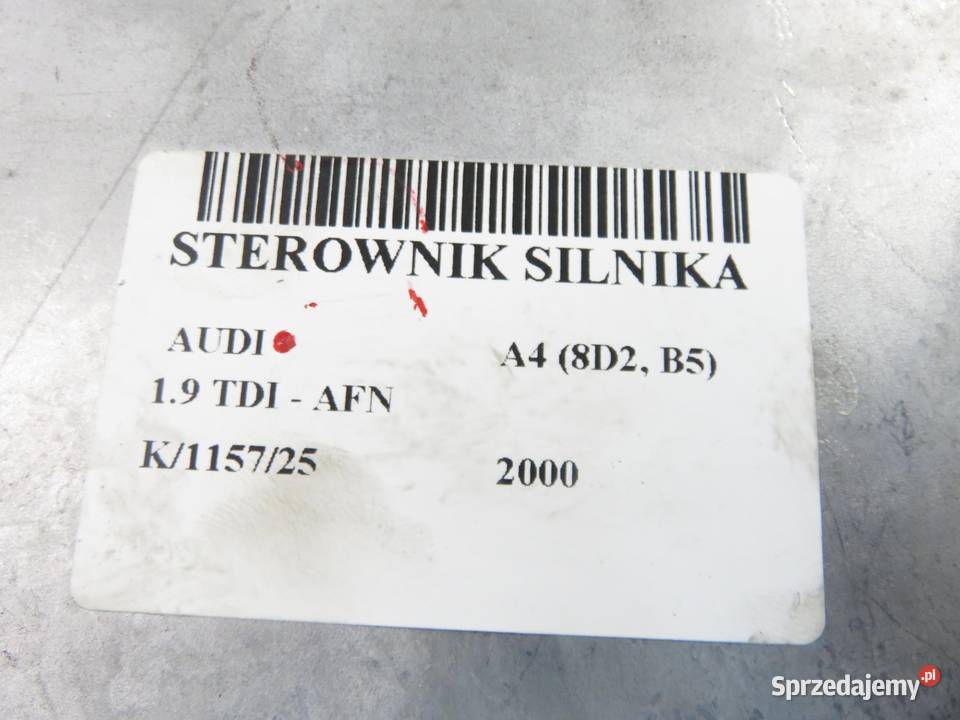 STEROWNIK SILNIKA
AUDI A4 (8D2, B5)
1.9 TDI - AFN
K/1157/25 2000
Sprzedajemy.pl